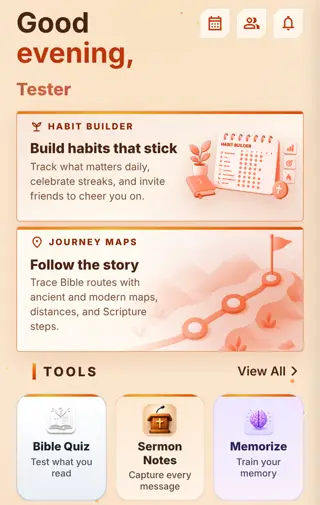 Good
evening,
Tester
HABIT BUILDER
Build habits that stick
Track what matters daily,
celebrate streaks, and invite
friends to cheer you on.
HABIT BUILDER
JOURNEY MAPS
Follow the story
Trace Bible routes with
ancient and modern maps,
distances, and Scripture
steps.
TOOLS
View All
Bible Quiz
Test what you
read
Sermon
Notes
Capture every
message
Memorize
Train your
memory